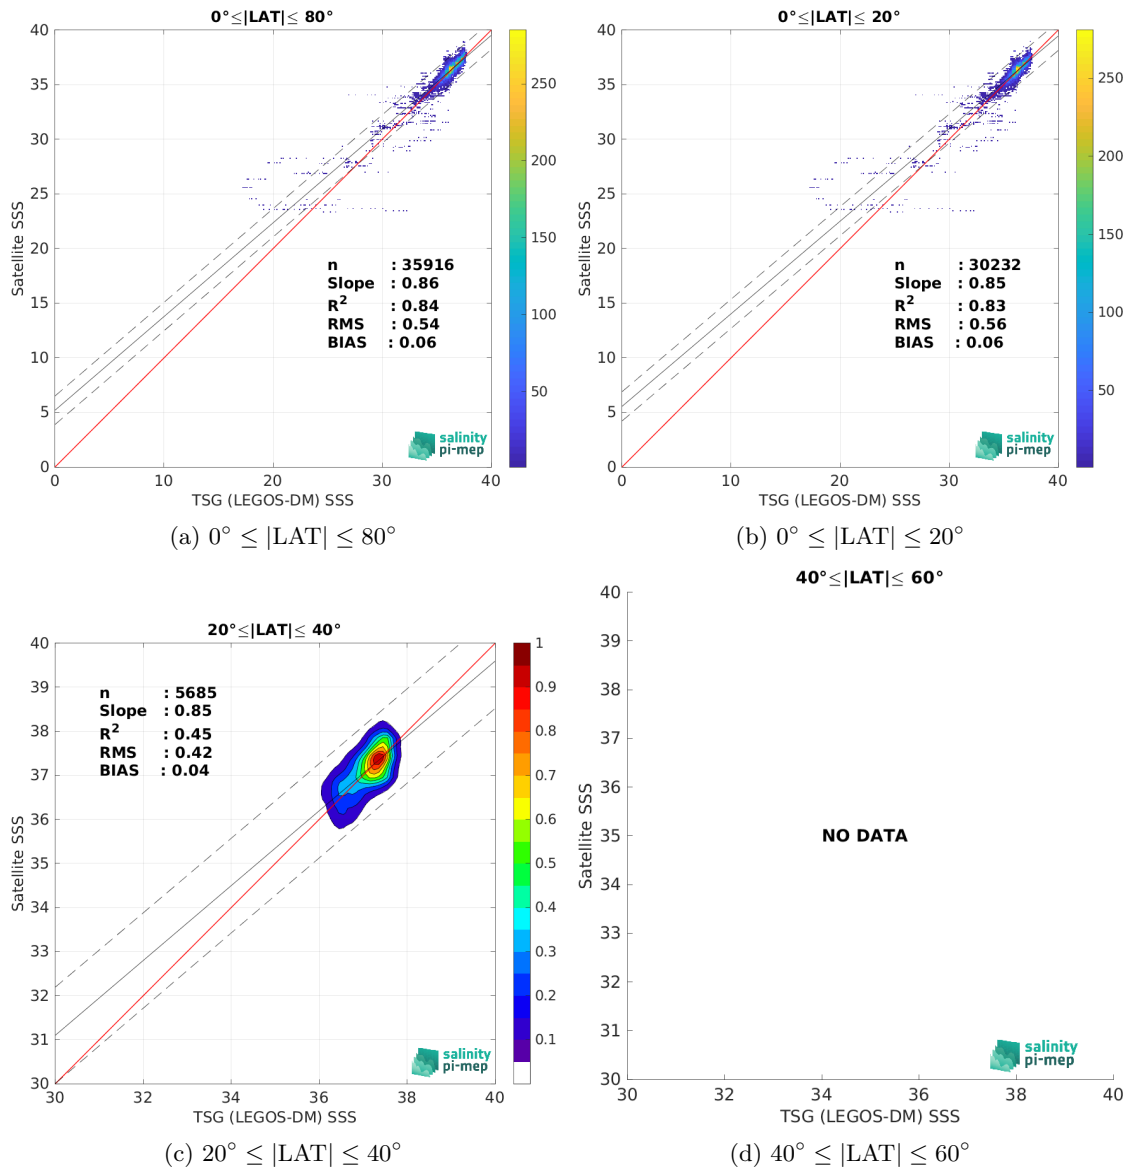 0°≤|LAT|≤ 80°
40
35
30
25
20
15
10
5
0
0
10
20
30
40
Satellite SSS
TSG (LEGOS-DM) SSS
n : 35916
Slope : 0.86
R² : 0.84
RMS : 0.54
BIAS : 0.06
salinity
pi-mep
250
200
150
100
50
(a) 0° ≤ |LAT| ≤ 80°
0°≤|LAT|≤ 20°
40
35
30
25
20
15
10
5
0
0
10
20
30
40
Satellite SSS
TSG (LEGOS-DM) SSS
n : 30232
Slope : 0.85
R² : 0.83
RMS : 0.56
BIAS : 0.06
salinity
pi-mep
250
200
150
100
50
(b) 0° ≤ |LAT| ≤ 20°
20°≤|LAT|≤ 40°
40
39
38
37
36
35
34
33
32
31
30
30
32
34
36
38
40
Satellite SSS
TSG (LEGOS-DM) SSS
n : 5685
Slope : 0.85
R² : 0.45
RMS : 0.42
BIAS : 0.04
salinity
pi-mep
1
0.9
0.8
0.7
0.6
0.5
0.4
0.3
0.2
0.1
(c) 20° ≤ |LAT| ≤ 40°
40°≤|LAT|≤ 60°
40
39
38
37
36
35
34
33
32
31
30
30
32
34
36
38
40
Satellite SSS
TSG (LEGOS-DM) SSS
NO DATA
salinity
pi-mep
(d) 40° ≤ |LAT| ≤ 60°